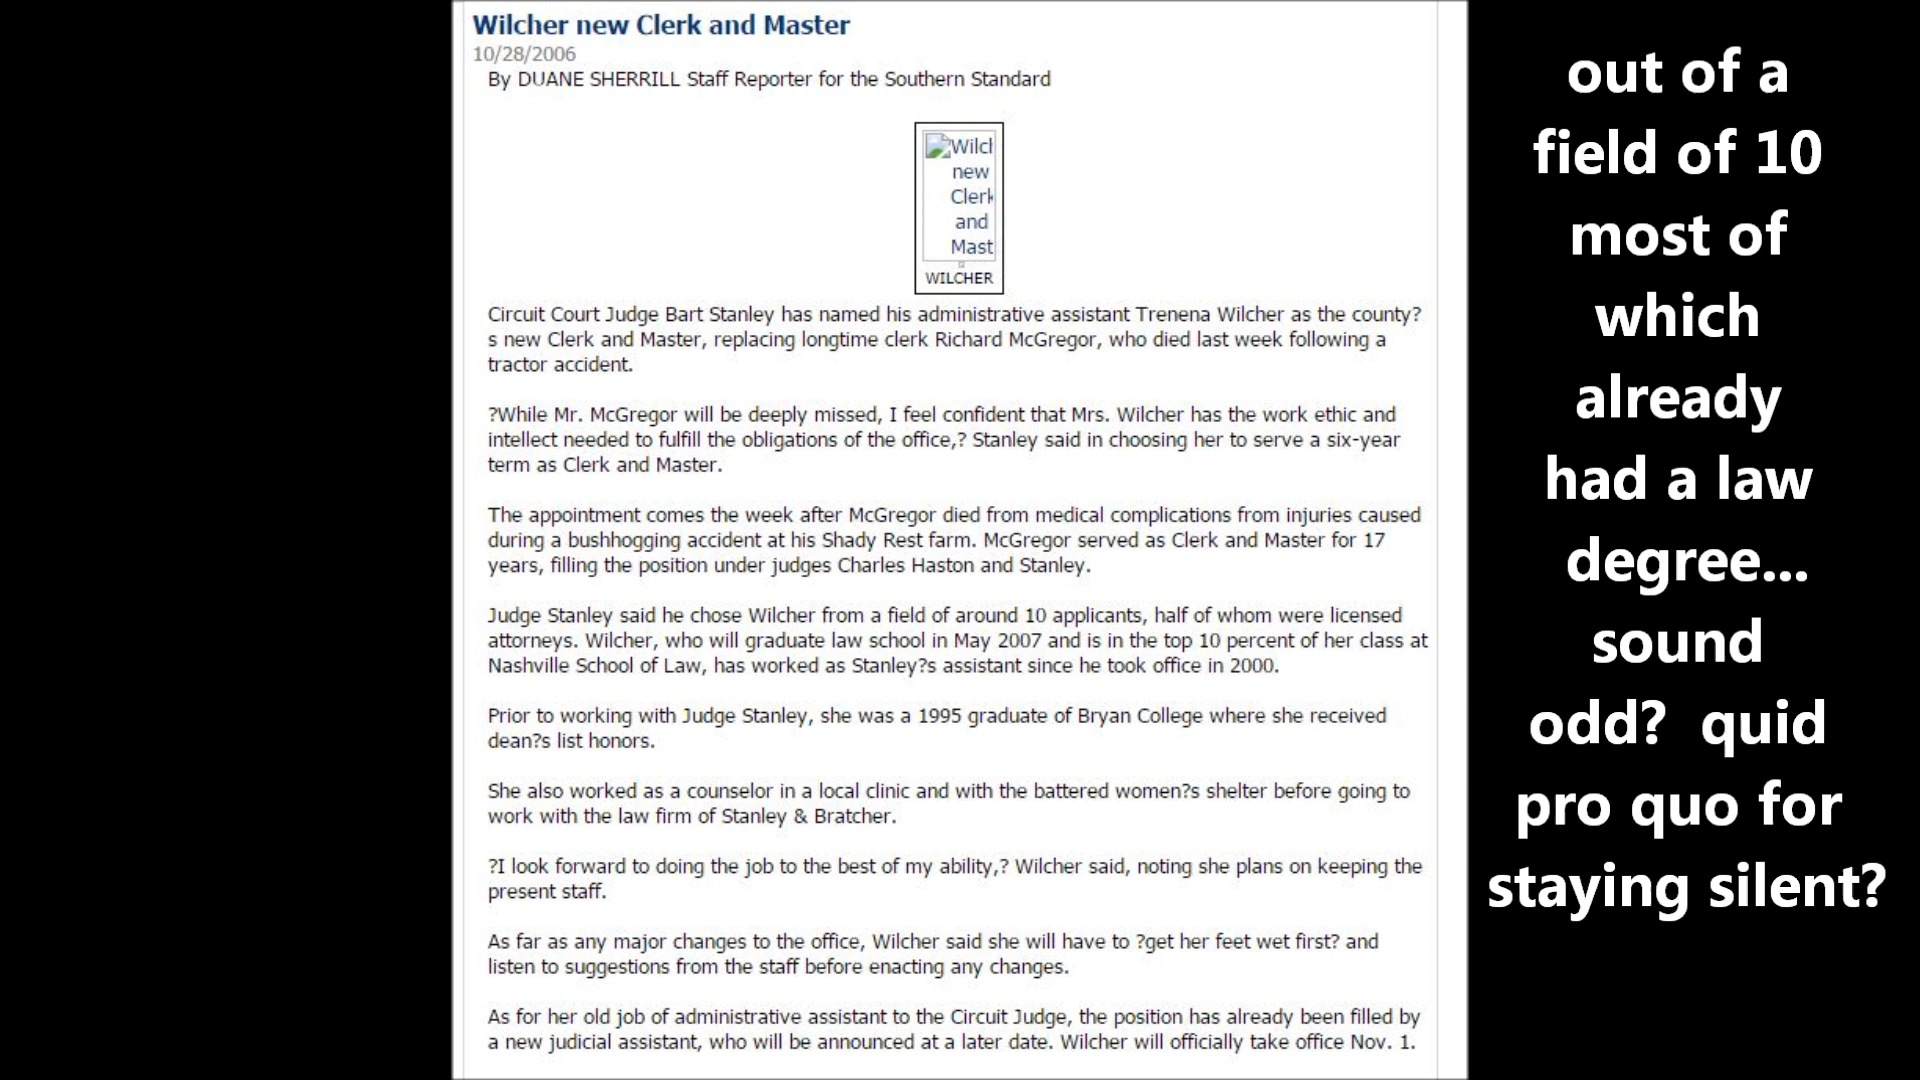 Wilcher new Clerk and Master
10/28/2006
By DUANE SHERRILL Staff Reporter for the Southern Standard
Wilch
new
Clerk
and
Mast
WILCHER
Circuit Court Judge Bart Stanley has named his administrative assistant Trenena Wilcher as the county?
s new Clerk and Master, replacing longtime clerk Richard McGregor, who died last week following a
tractor accident.
?While Mr. McGregor will be deeply missed, I feel confident that Mrs. Wilcher has the work ethic and
intellect needed to fulfill the obligations of the office,? Stanley said in choosing her to serve a six-year
term as Clerk and Master.
The appointment comes the week after McGregor died from medical complications from injuries caused
during a bushhogging accident at his Shady Rest farm. McGregor served as Clerk and Master for 17
years, filling the position under judges Charles Haston and Stanley.
Judge Stanley said he chose Wilcher from a field of around 10 applicants, half of whom were licensed
attorneys. Wilcher, who will graduate law school in May 2007 and is in the top 10 percent of her class at
Nashville School of Law, has worked as Stanley?s assistant since he took office in 2000.
Prior to working with Judge Stanley, she was a 1995 graduate of Bryan College where she received
dean?s list honors.
She also worked as a counselor in a local clinic and with the battered women?s shelter before going to
work with the law firm of Stanley & Bratcher.
?I look forward to doing the job to the best of my ability,? Wilcher said, noting she plans on keeping the
present staff.
As far as any major changes to the office, Wilcher said she will have to ?get her feet wet first? and
listen to suggestions from the staff before enacting any changes.
As for her old job of administrative assistant to the Circuit Judge, the position has already been filled by
a new judicial assistant, who will be announced at a later date. Wilcher will officially take office Nov. 1.
out of a
field of 10
most of
which
already
had a law
degree...
sound
odd? quid
pro quo for
staying silent?